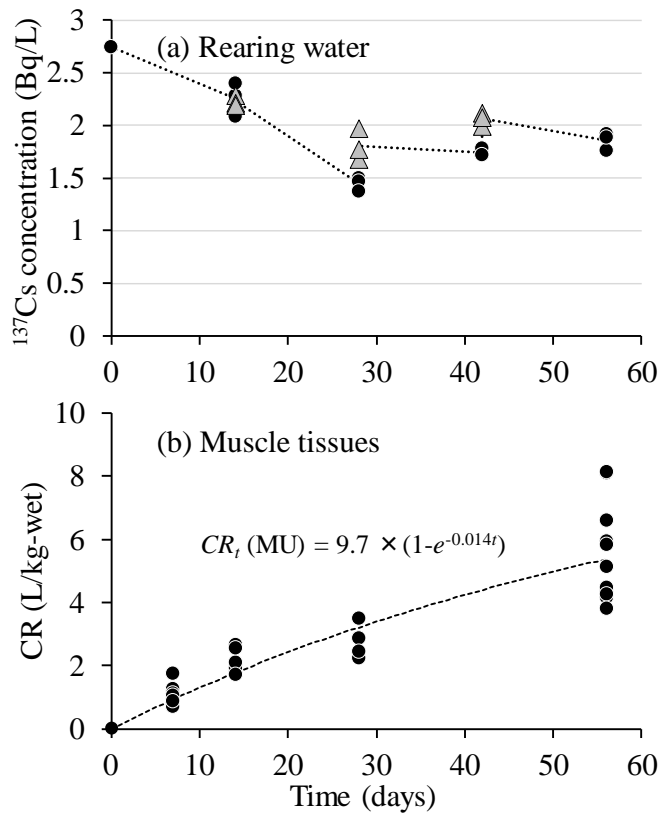 (a) Rearing water
¹³⁷Cs concentration (Bq/L)
3
2.5
2
1.5
1
0.5
0
0 10 20 30 40 50 60
(b) Muscle tissues
CR (L/kg-wet)
10
8
6
4
2
0
CRₜ (MU) = 9.7 × (1-e⁻⁰·⁰¹⁴ᵗ)
0 10 20 30 40 50 60
Time (days)